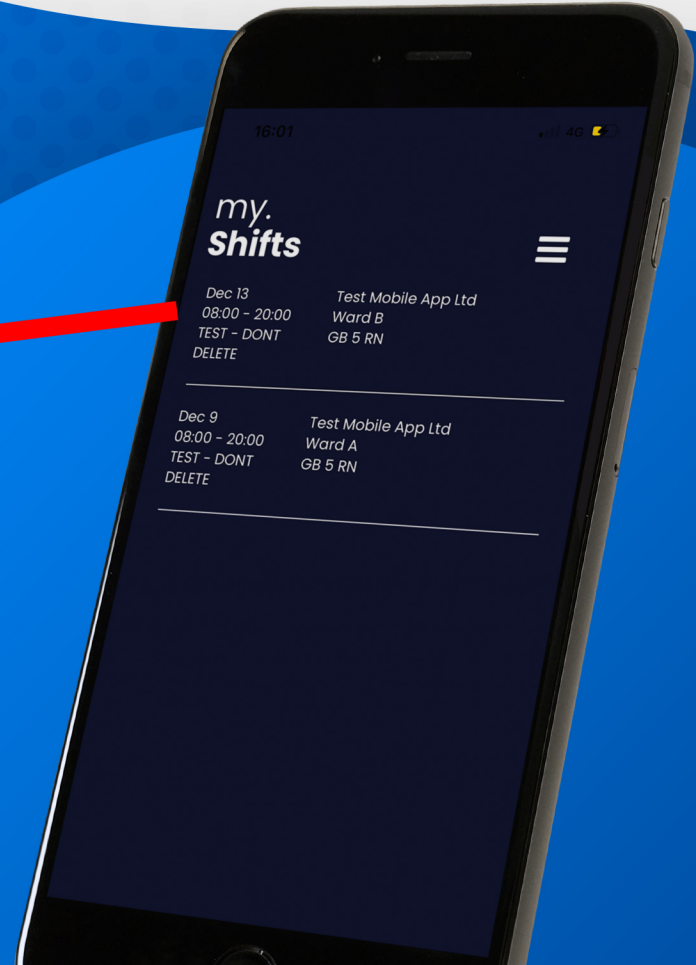 16:01
4G
my.
Shifts
Dec 13
08:00 - 20:00
TEST - DONT
DELETE
Test Mobile App Ltd
Ward B
GB 5 RN
Dec 9
08:00 - 20:00
TEST - DONT
DELETE
Test Mobile App Ltd
Ward A
GB 5 RN